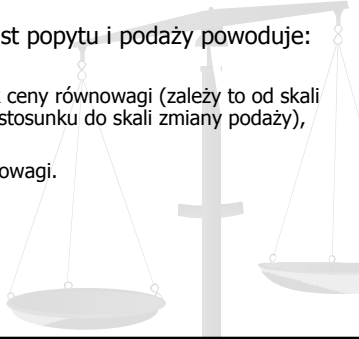 st popytu i podaży powoduje:
ceny równowagi (zależy to od skali
stosunku do skali zmiany podaży),
owagi.